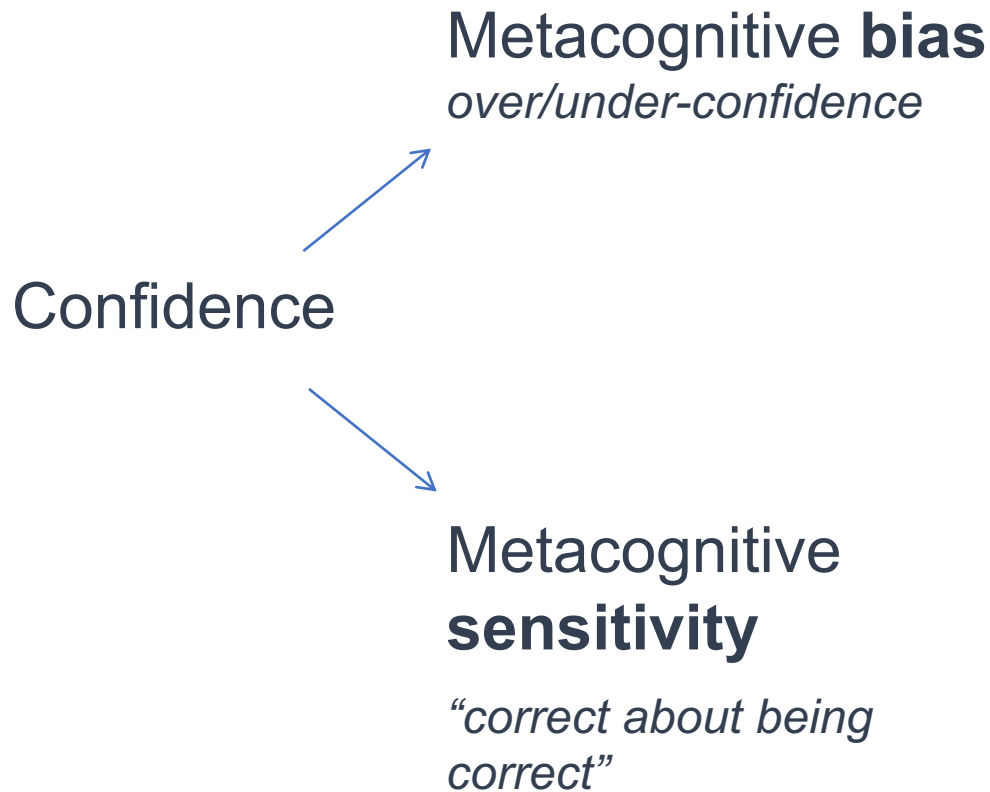 Metacognitive bias
over/under-confidence
Confidence
Metacognitive
sensitivity
“correct about being
correct”